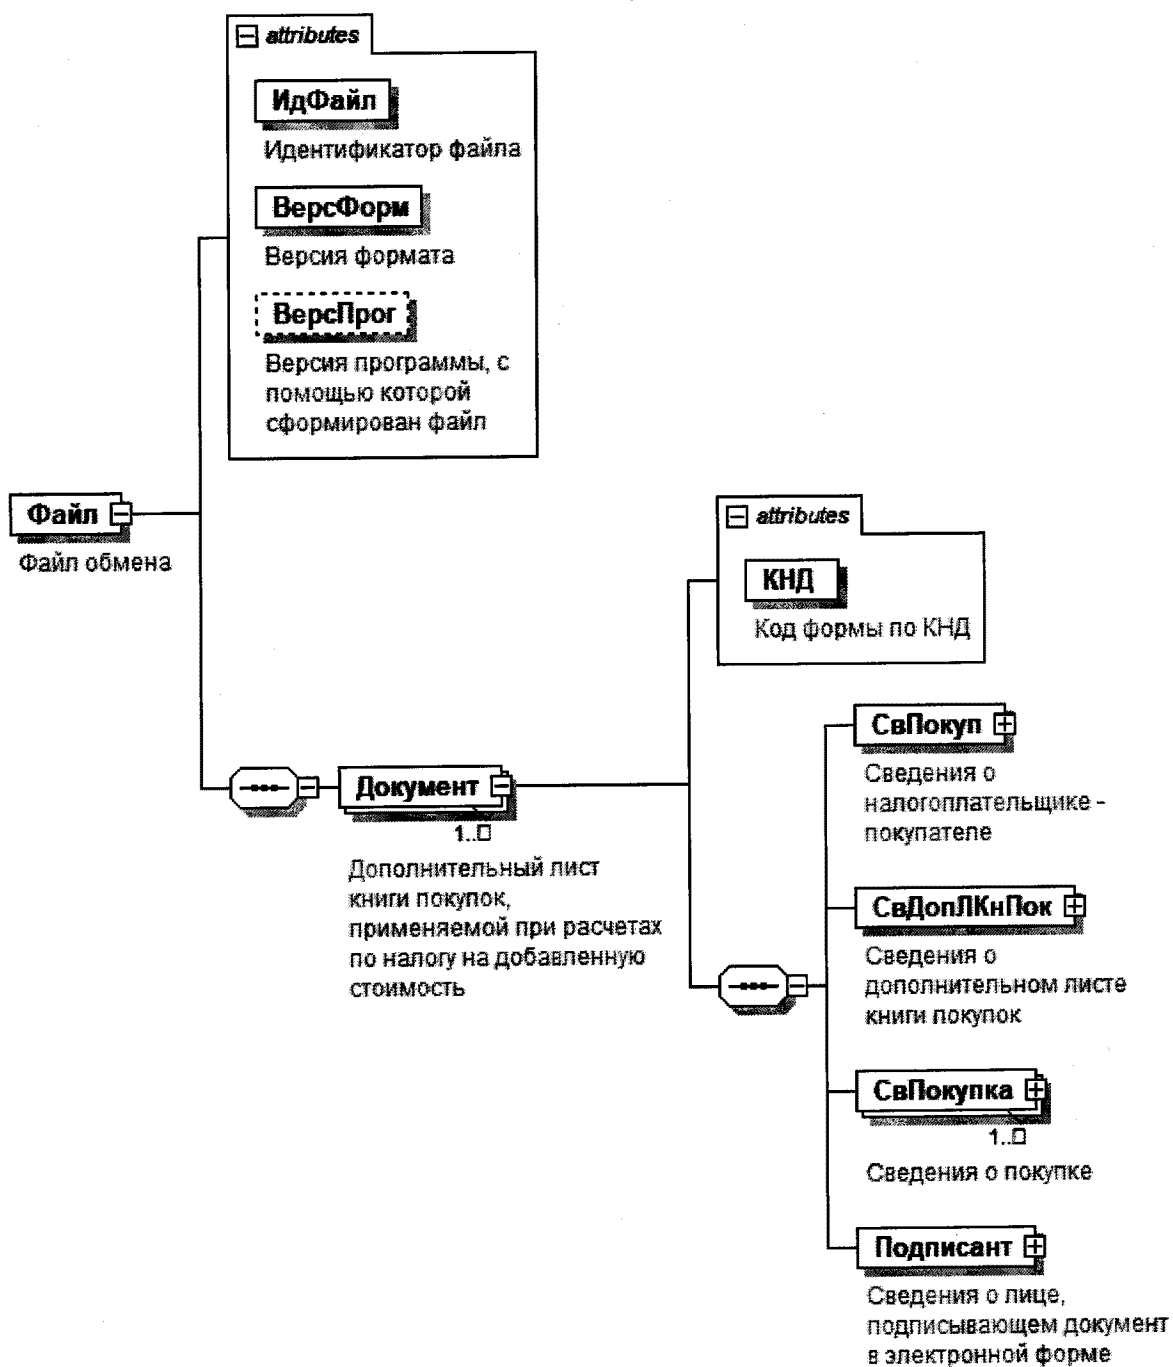 attributes
ИдФайл
Идентификатор файла
ВерсФорм
Версия формата
ВерсПрог
Версия программы, с
помощью которой
сформирован файл
Файл
Файл обмена
attributes
КНД
Код формы по КНД
Документ
1..□
Дополнительный лист
книги покупок,
применяемой при расчетах
по налогу на добавленную
стоимость
СвПокуп
Сведения о
налогоплательщике -
покупателе
СвДопЛКнПок
Сведения о
дополнительном листе
книги покупок
СвПокупка
1..□
Сведения о покупке
Подписант
Сведения о лице,
подписывающем документ
в электронной форме